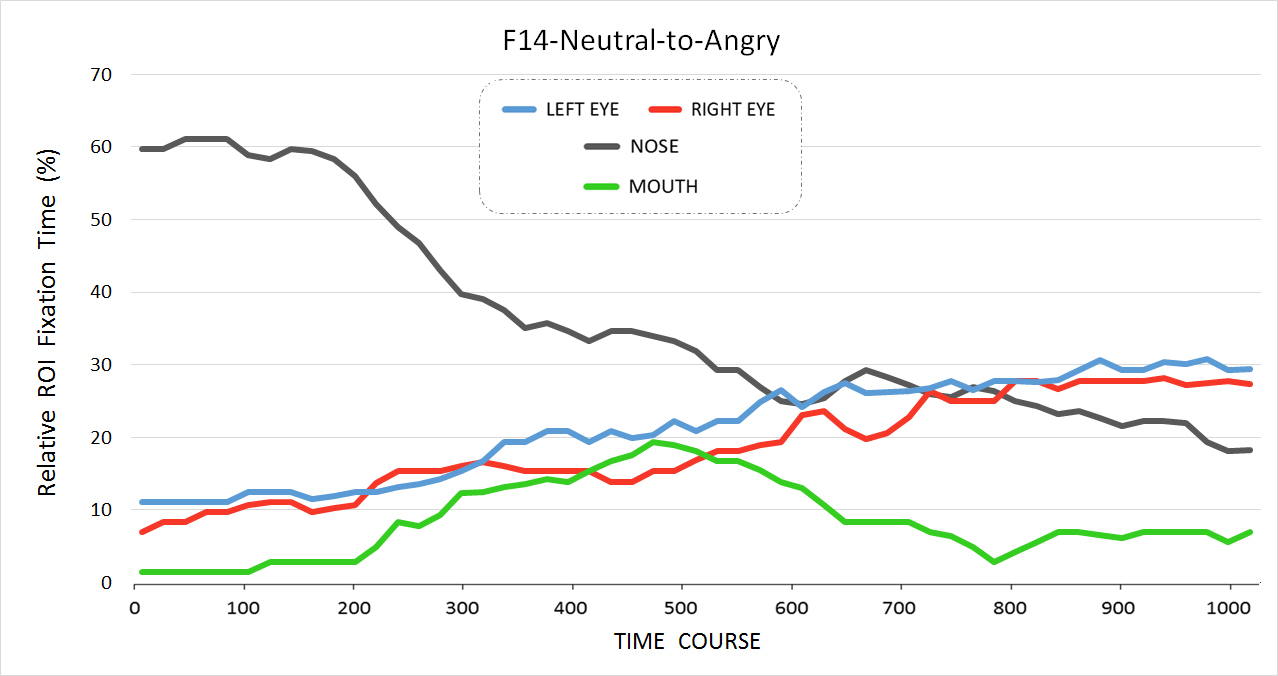 F14-Neutral-to-Angry
LEFT EYE RIGHT EYE
NOSE
MOUTH
Relative ROI Fixation Time (%)
70
60
50
40
30
20
10
0
0 100 200 300 400 500 600 700 800 900 1000
TIME COURSE